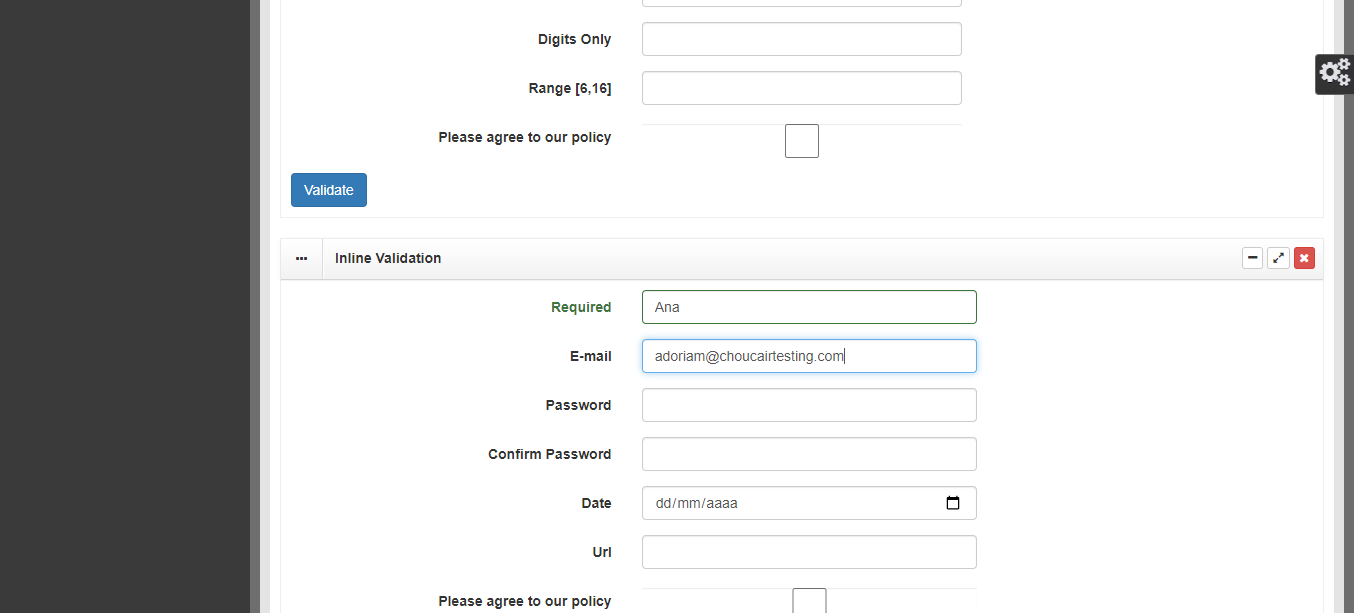 Digits Only
Range [6,16]
Please agree to our policy
Validate
Inline Validation
Required Ana
E-mail adoriam@choucairtesting.com
Password
Confirm Password
Date dd/mm/aaaa
Url
Please agree to our policy